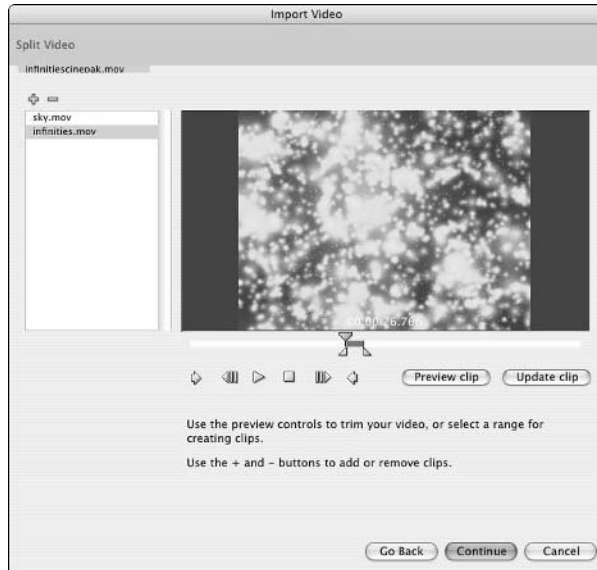 Import Video
Split Video
infinitiescinepak.mov
sky.mov
infinities.mov
00:00:26.766
Preview clip
Update clip
Use the preview controls to trim your video, or select a range for
creating clips.
Use the + and – buttons to add or remove clips.
Go Back
Continue
Cancel